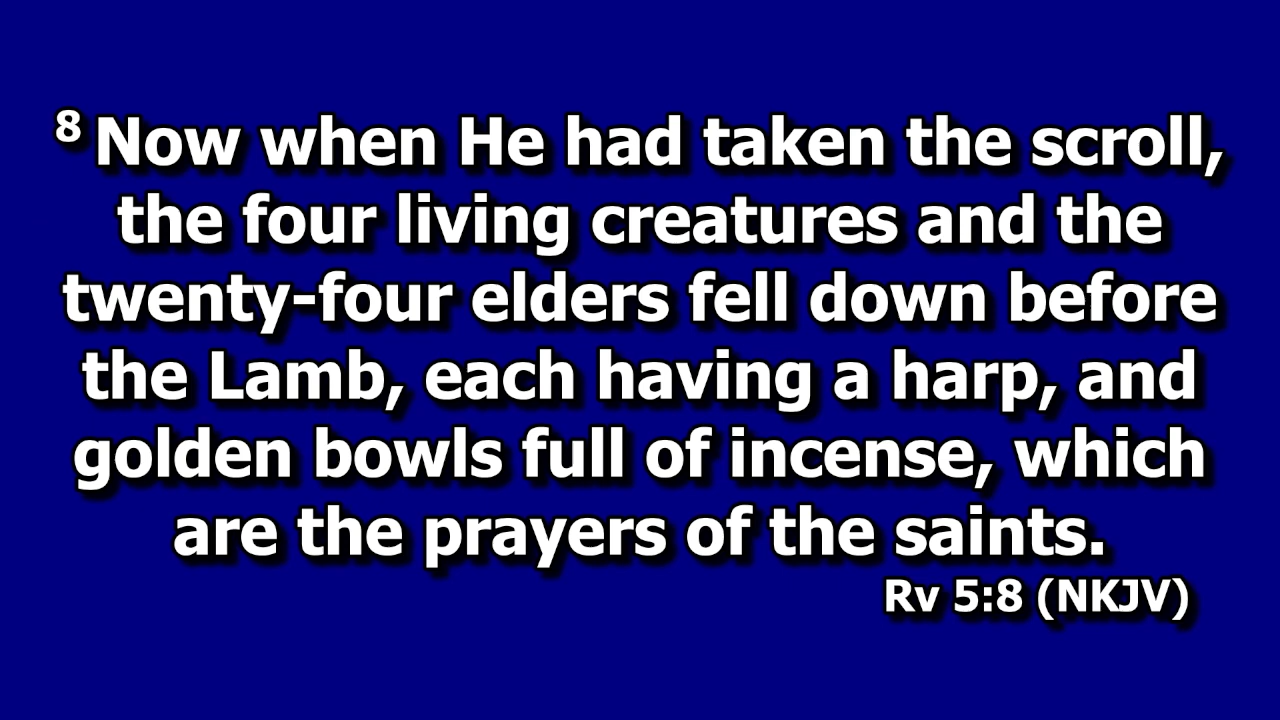 8 Now when He had taken the scroll,
the four living creatures and the
twenty-four elders fell down before
the Lamb, each having a harp, and
golden bowls full of incense, which
are the prayers of the saints.
Rv 5:8 (NKJV)